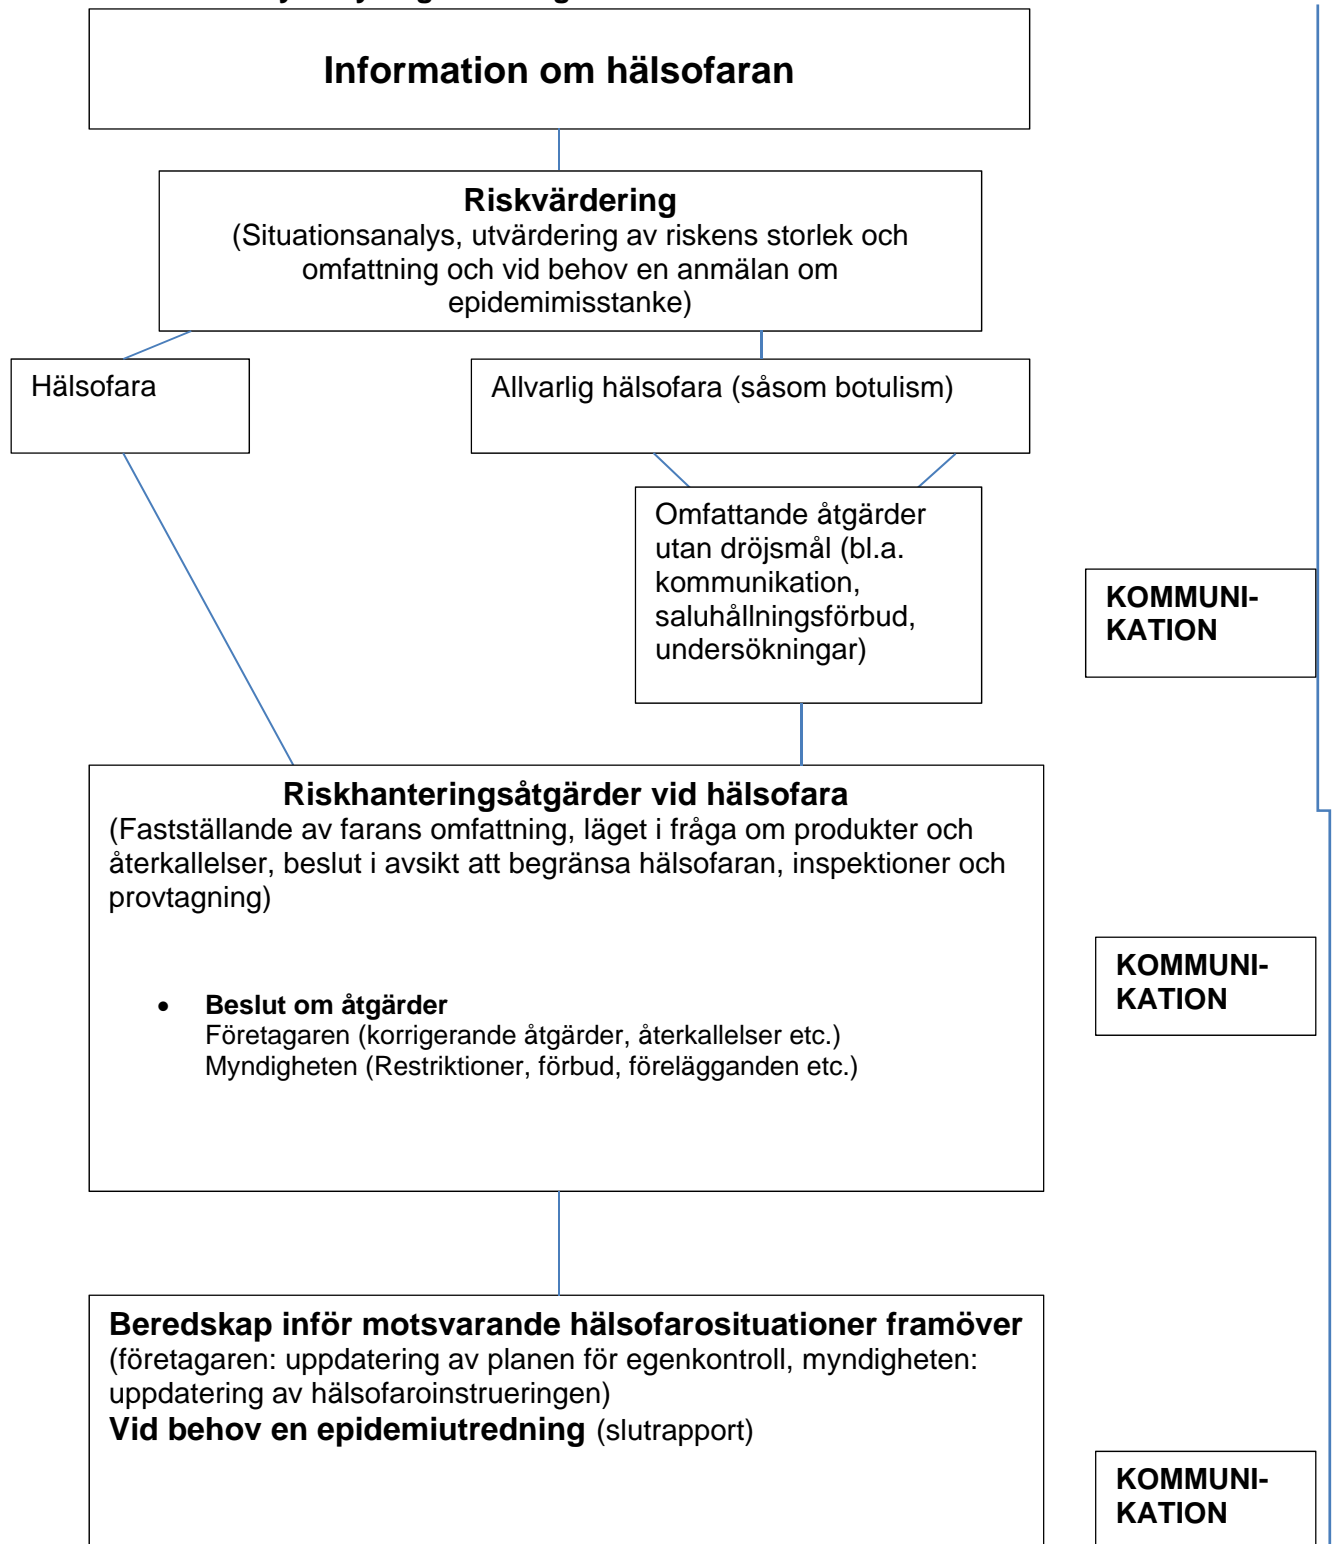 Information om hälsofaran
Riskvärdering
(Situationsanalys, utvärdering av riskens storlek och
omfattning och vid behov en anmälan om
epidemimisstanke)
Hälsofara
Allvarlig hälsofara (såsom botulism)
Omfattande åtgärder
utan dröjsmål (bl.a.
kommunikation,
saluhållningsförbud,
undersökningar)
KOMMUNI-
KATION
Riskhanteringsåtgärder vid hälsofara
(Fastställande av farans omfattning, läget i fråga om produkter och
återkallelser, beslut i avsikt att begränsa hälsofaran, inspektioner och
provtagning)
• Beslut om åtgärder
Företagaren (korrigerande åtgärder, återkallelser etc.)
Myndigheten (Restriktioner, förbud, förelägganden etc.)
KOMMUNI-
KATION
Beredskap inför motsvarande hälsofarosituationer framöver
(företagaren: uppdatering av planen för egenkontroll, myndigheten:
uppdatering av hälsofaroinstrueringen)
Vid behov en epidemiutredning (slutrapport)
KOMMUNI-
KATION